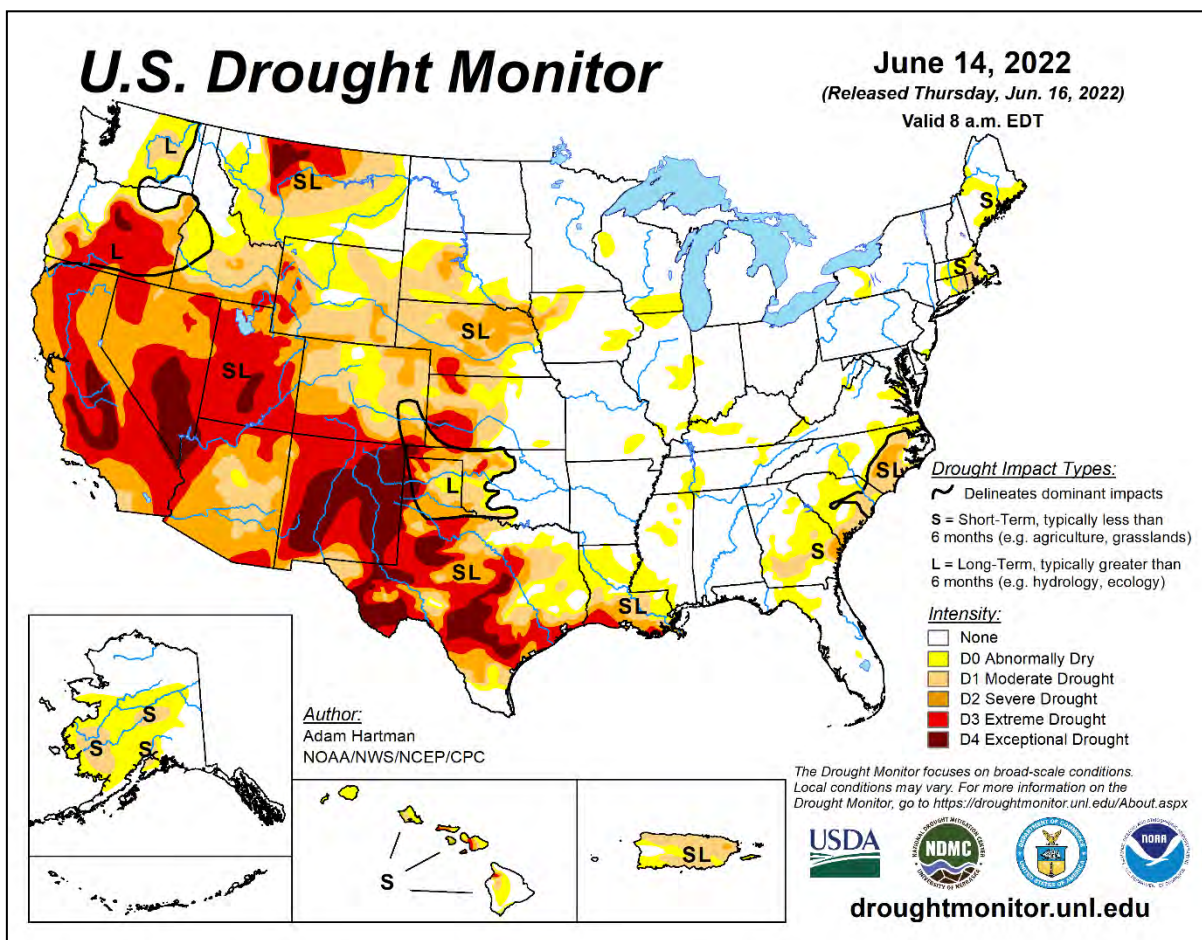 U.S. Drought Monitor
June 14, 2022
(Released Thursday, Jun. 16, 2022)
Valid 8 a.m. EDT
L
SL
S
L
S
SL
SL
SL
L
SL
S
SL
SL
Drought Impact Types:
Delineates dominant impacts
S = Short-Term, typically less than
6 months (e.g. agriculture, grasslands)
L = Long-Term, typically greater than
6 months (e.g. hydrology, ecology)
Intensity:
None
D0 Abnormally Dry
D1 Moderate Drought
D2 Severe Drought
D3 Extreme Drought
D4 Exceptional Drought
S
S
S
Author:
Adam Hartman
NOAA/NWS/NCEP/CPC
S
SL
The Drought Monitor focuses on broad-scale conditions.
Local conditions may vary. For more information on the
Drought Monitor, go to https://droughtmonitor.unl.edu/About.aspx
USDA
NDMC
NOAA
droughtmonitor.unl.edu